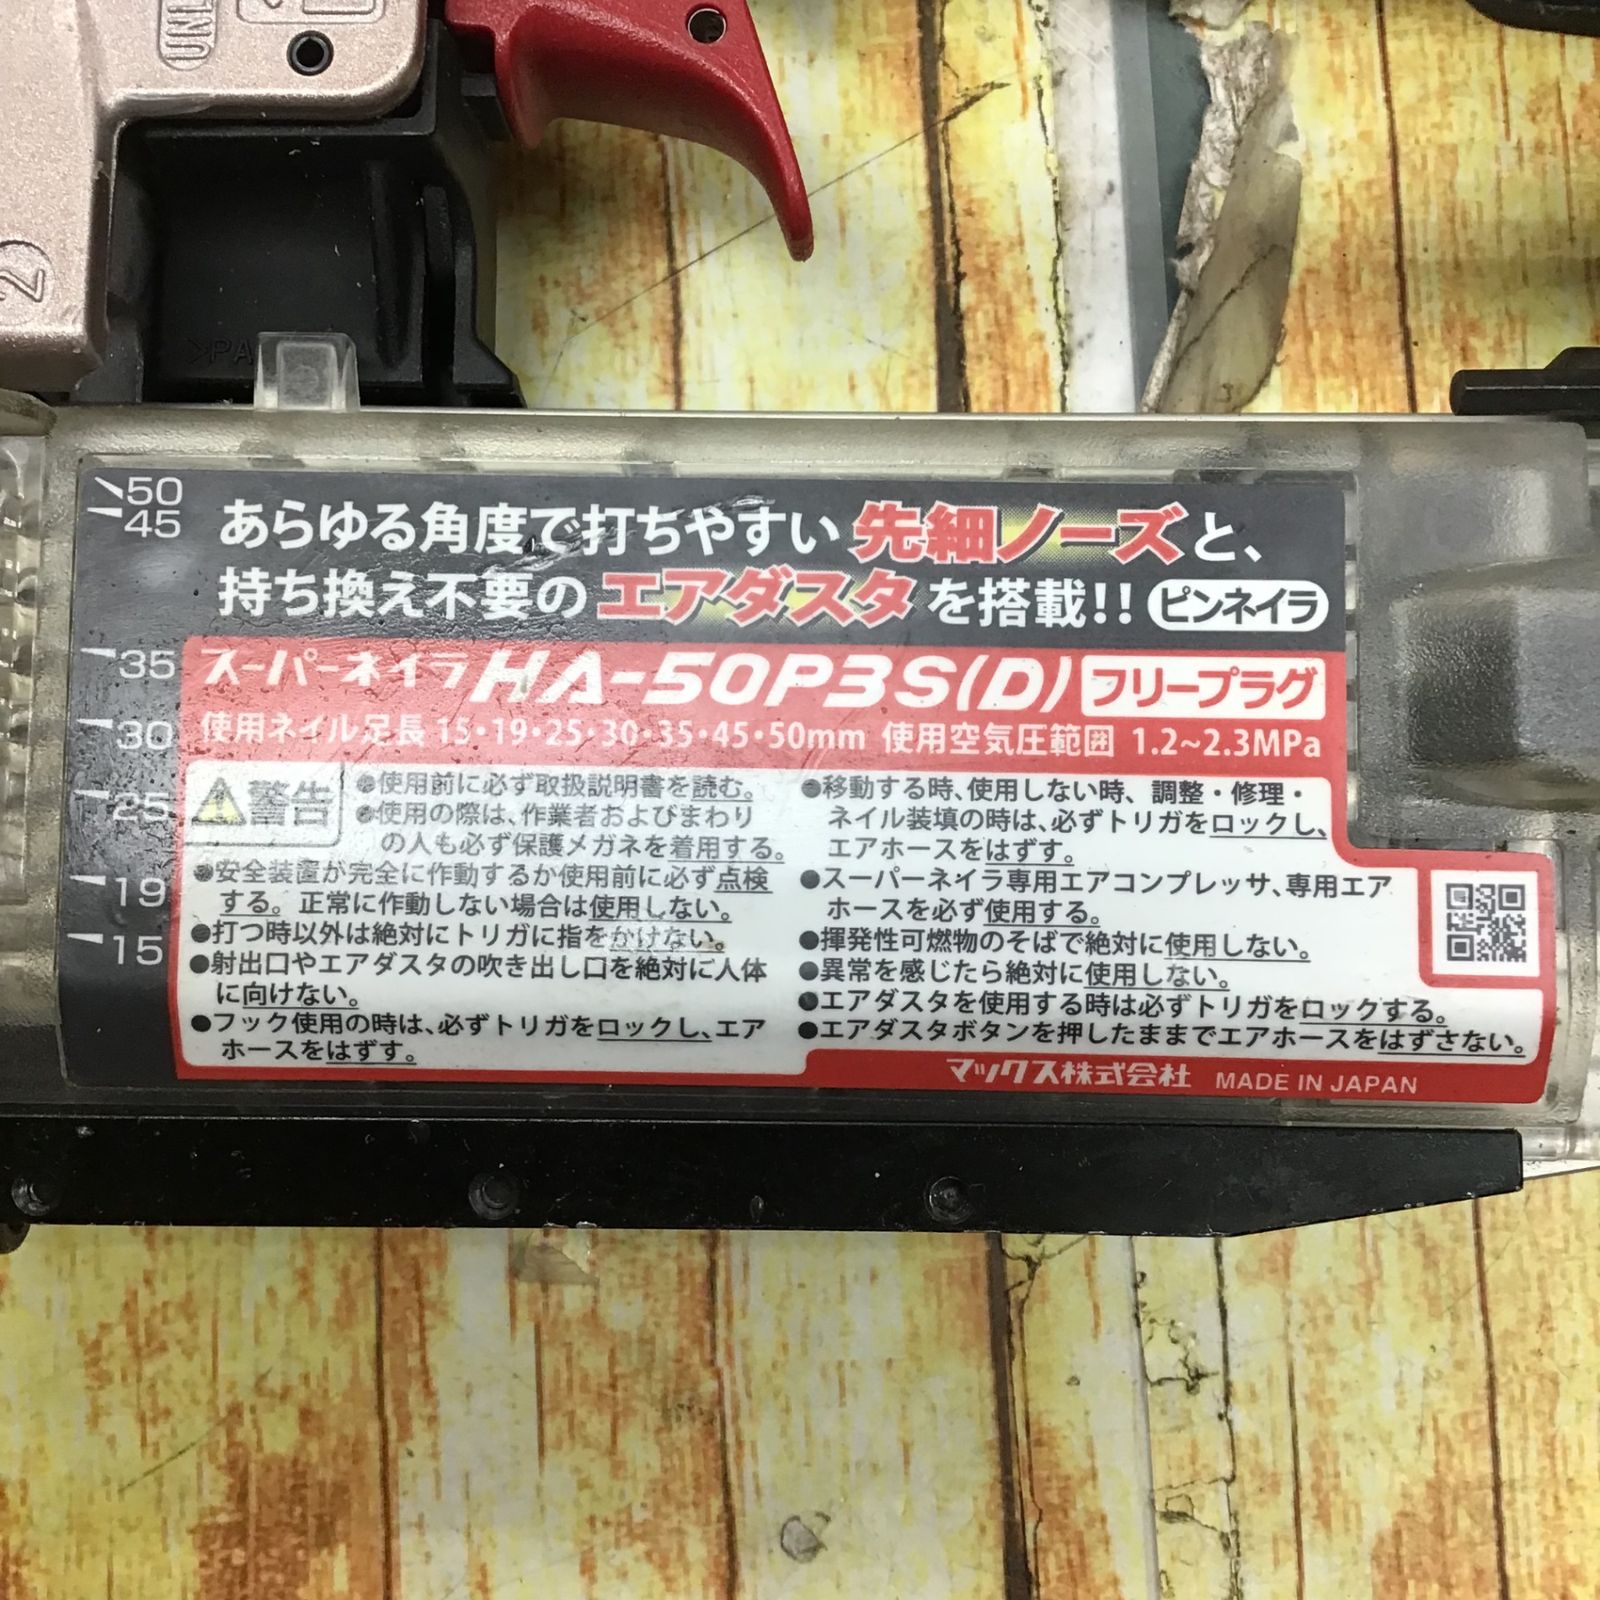 UNL
2
>PA
50
45
35
30
25
19
15
あらゆる角度で打ちやすい先細ノーズと、
持ち換え不要のエアダスタを搭載!! ピンネイラ
スーパーネイラ HA-50P3S(D) フリープラグ
使用ネイル足長 15・19・25・30・35・45・50mm 使用空気圧範囲 1.2~2.3MPa
警告
●使用前に必ず取扱説明書を読む。
●使用の際は、作業者およびまわり
の人も必ず保護メガネを着用する。
●安全装置が完全に作動するか使用前に必ず点検
する。正常に作動しない場合は使用しない。
●打つ時以外は絶対にトリガに指をかけない。
●射出口やエアダスタの吹き出し口を絶対に人体
に向けない。
●フック使用の時は、必ずトリガをロックし、エア
ホースをはずす。
●移動する時、使用しない時、調整・修理・
ネイル装填の時は、必ずトリガをロックし、
エアホースをはずす。
●スーパーネイラ専用エアコンプレッサ、専用エア
ホースを必ず使用する。
●揮発性可燃物のそばで絶対に使用しない。
●異常を感じたら絶対に使用しない。
●エアダスタを使用する時は必ずトリガをロックする。
●エアダスタボタンを押したままでエアホースをはずさない。
マックス株式会社 MADE IN JAPAN